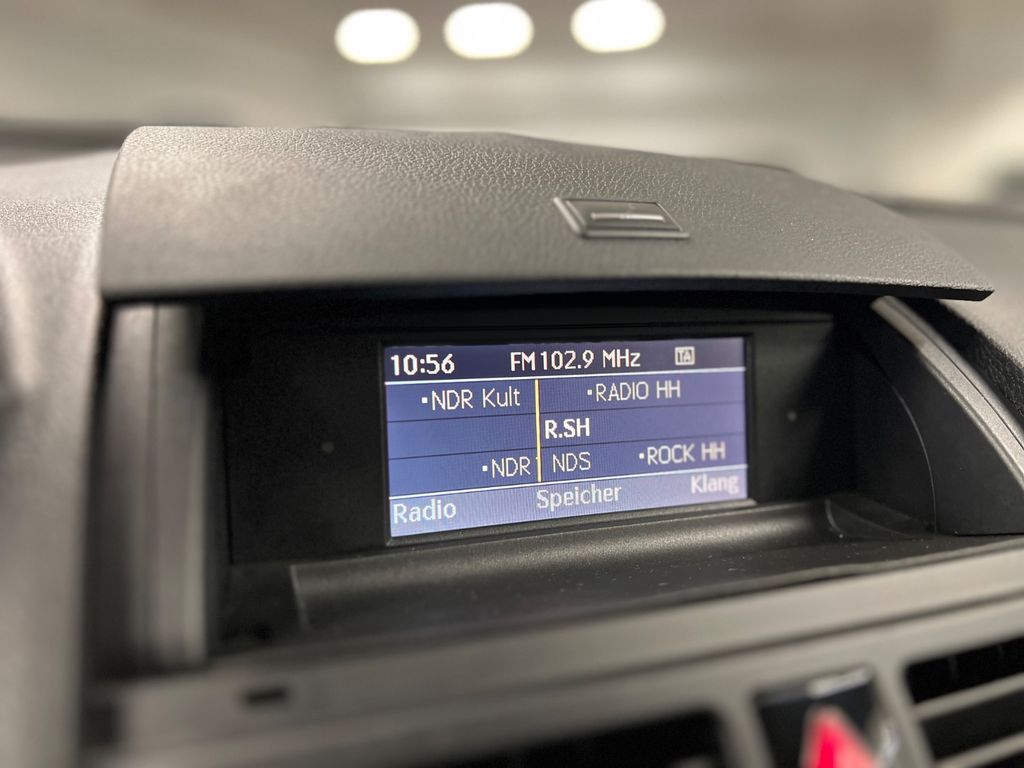 10:56 FM 102.9 MHz TA
NDR Kult RADIO HH
R.SH
NDR NDS ROCK HH
Radio Speicher Klang